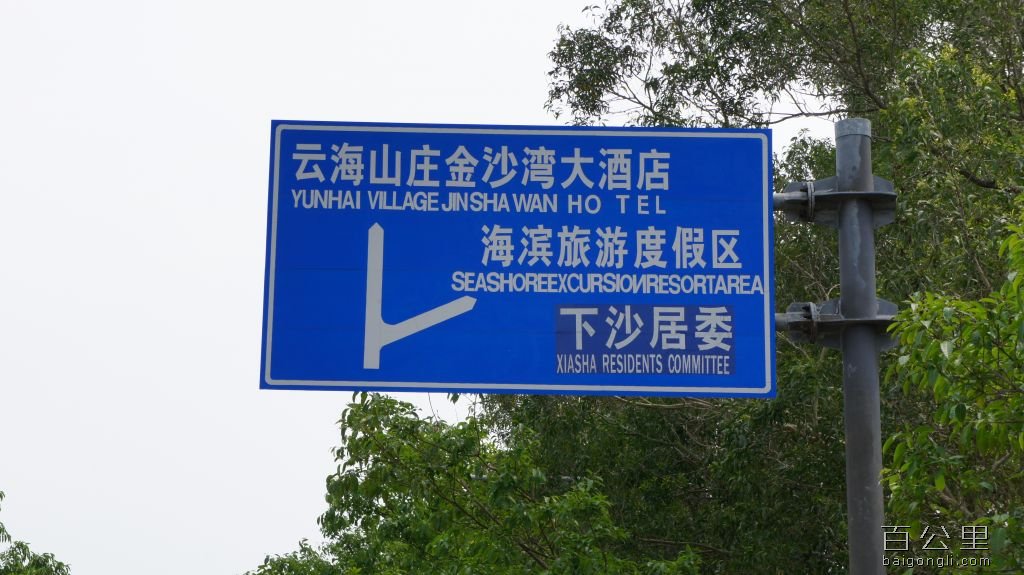 云海山庄金沙湾大酒店
YUNHAI VILLAGE JINSHA WAN HO TEL
海滨旅游度假区
SEASHOREEXCURSIONRESORTAREA
下沙居委
XIASHA RESIDENTS COMMITTEE
百公里
baigongli.com